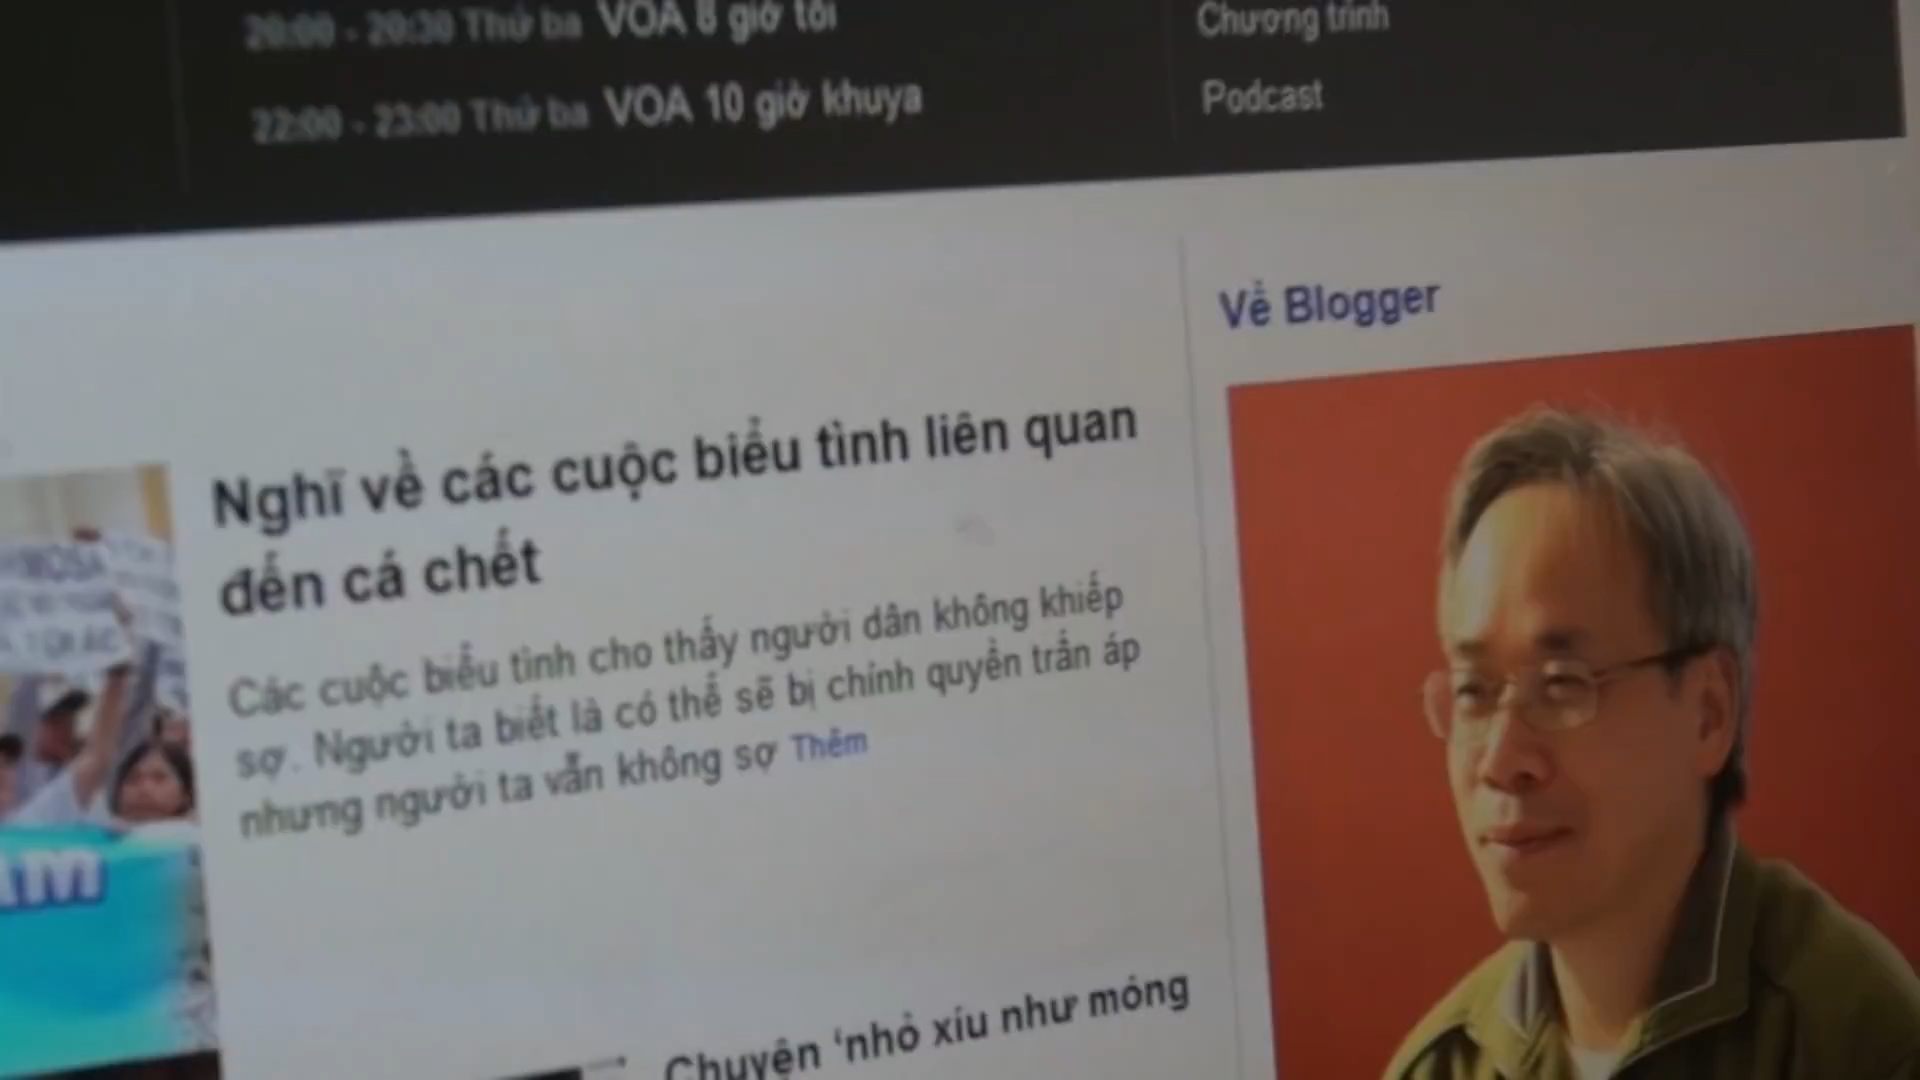 20:00 - 20:30 Thứ ba VOA 8 giờ tối
22:00 - 23:00 Thứ ba VOA 10 giờ khuya
Chương trình
Podcast
Về Blogger
Nghĩ về các cuộc biểu tình liên quan
đến cá chết
Các cuộc biểu tình cho thấy người dân không khiếp
sợ. Người ta biết là có thể sẽ bị chính quyền trấn áp
nhưng người ta vẫn không sợ Thêm
Chuyện ‘nhỏ xíu như móng